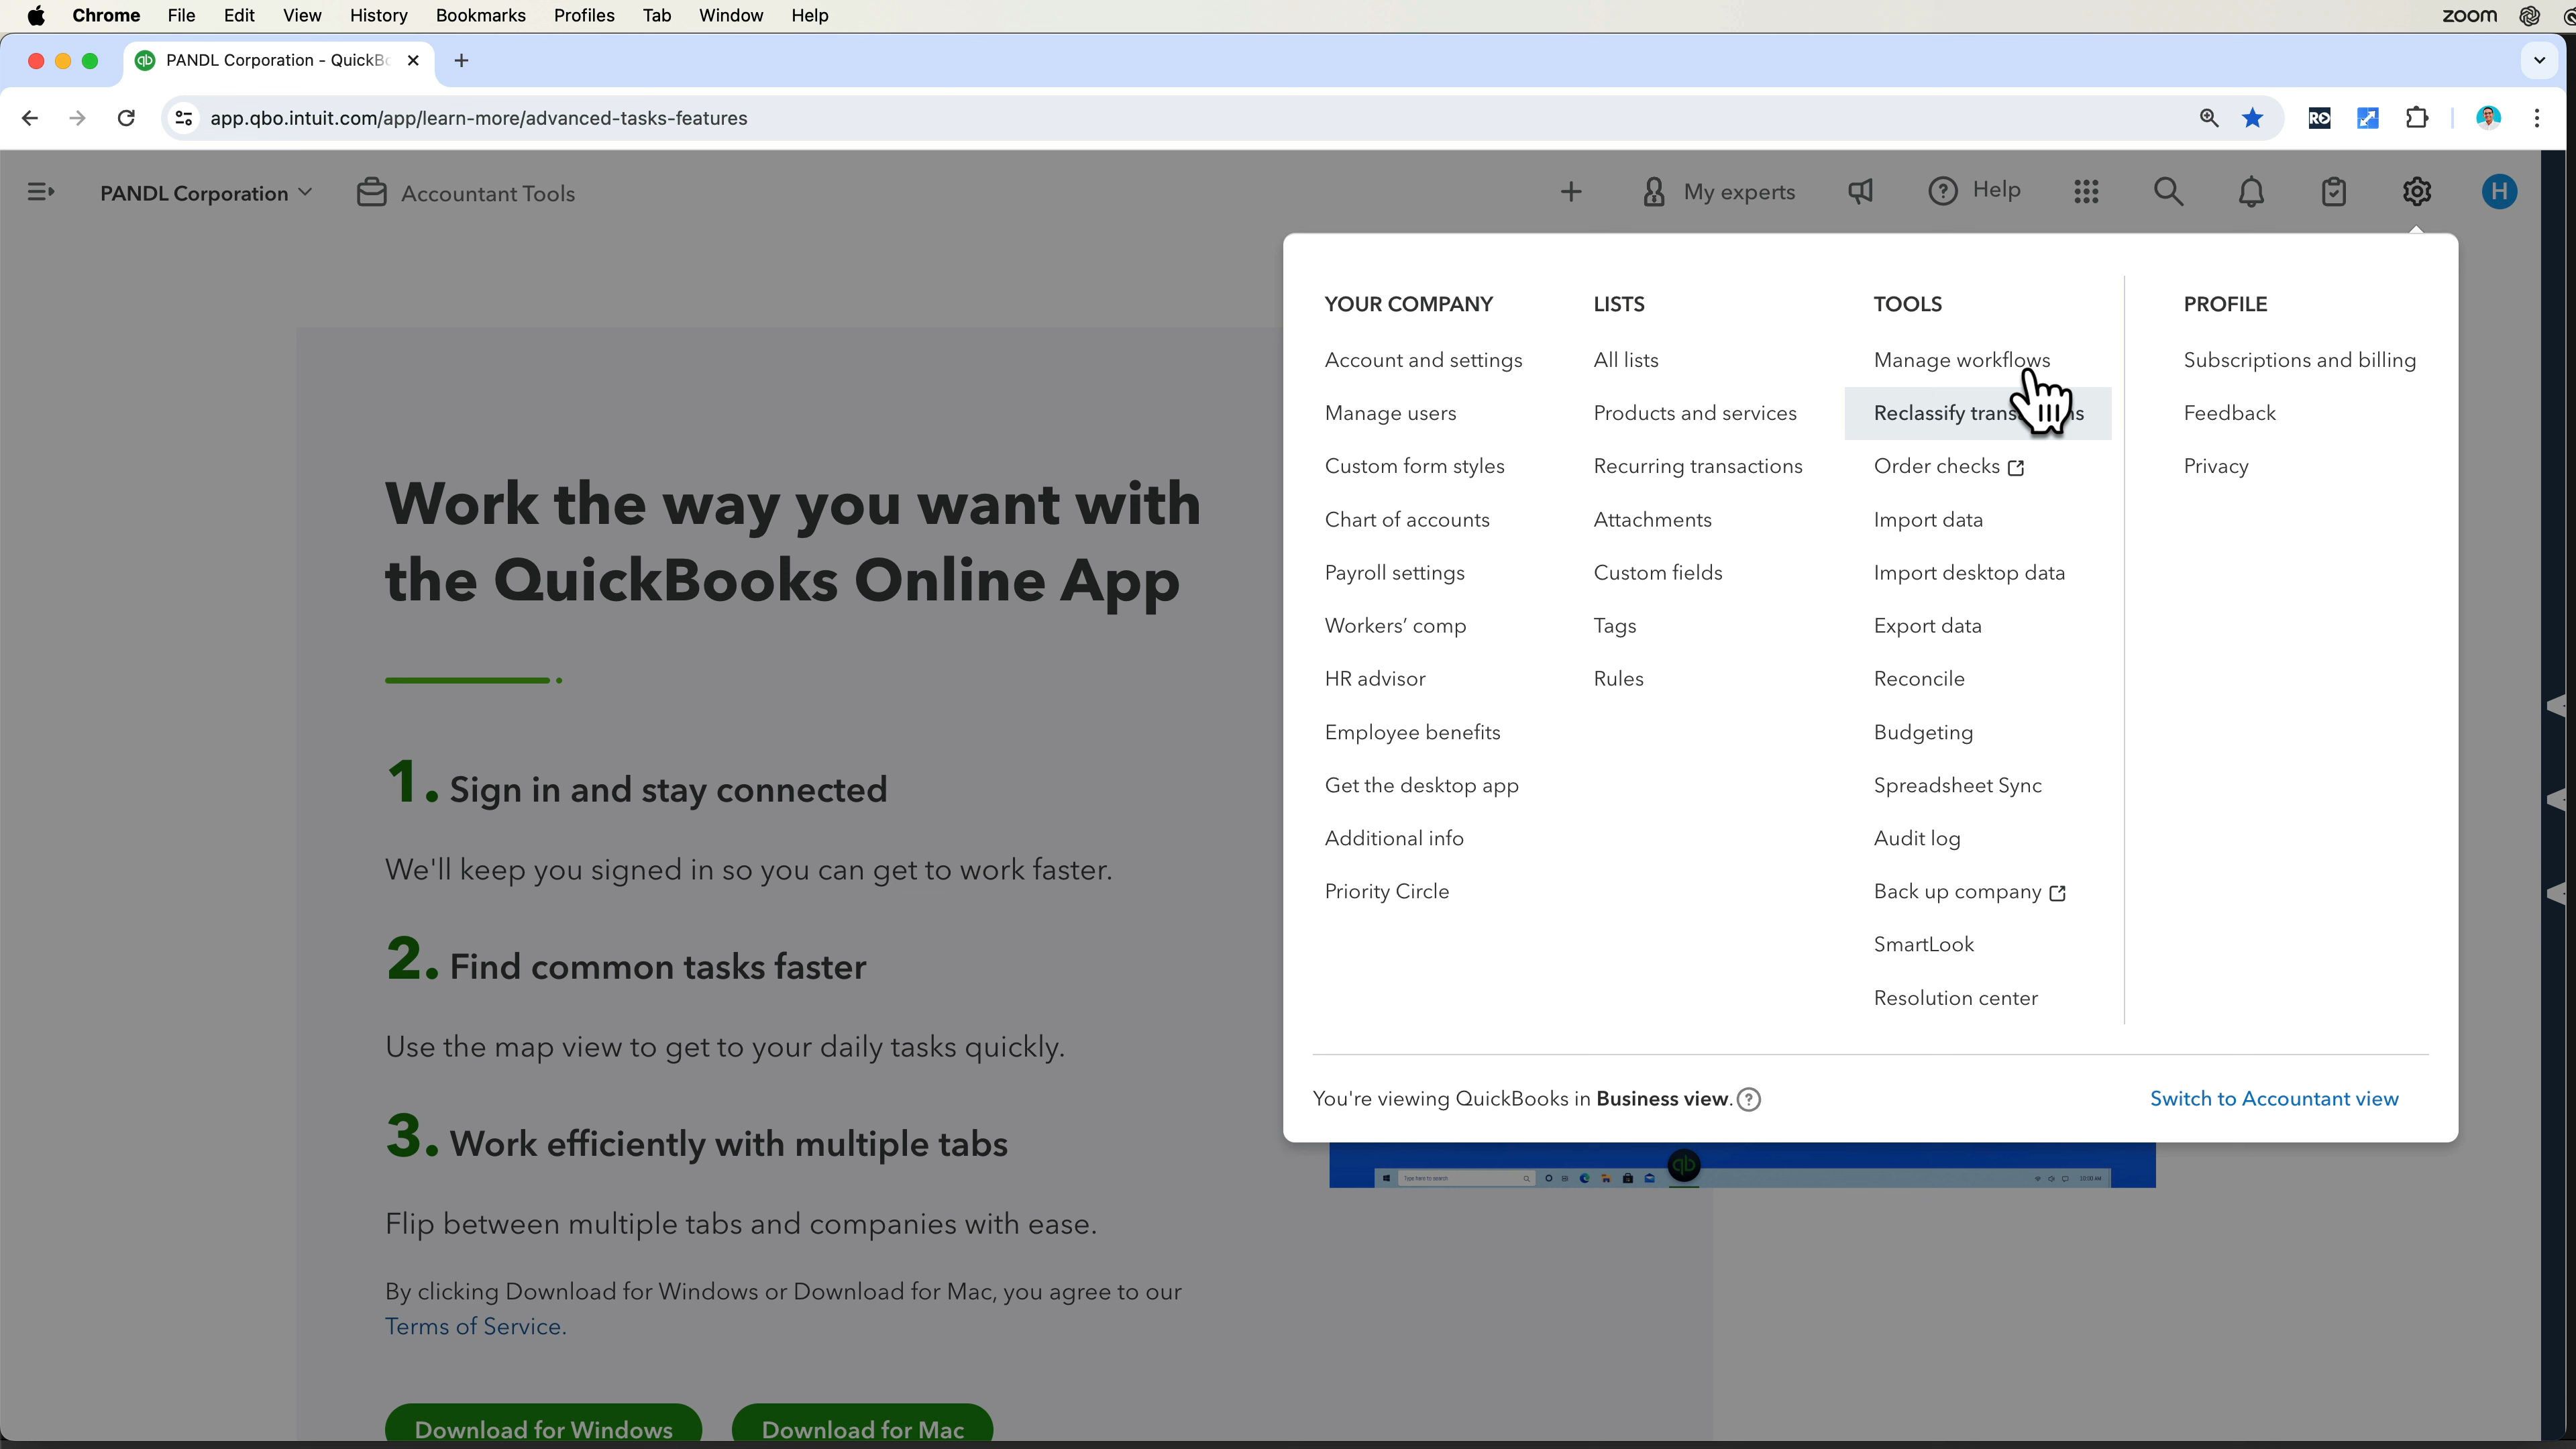 Chrome File Edit View History Bookmarks Profiles Tab Window Help zoom
PANDL Corporation - QuickBo
app.qbo.intuit.com/app/learn-more/advanced-tasks-features
PANDL Corporation Accountant Tools My experts Help H
YOUR COMPANY
Account and settings
Manage users
Custom form styles
Chart of accounts
Payroll settings
Workers’ comp
HR advisor
Employee benefits
Get the desktop app
Additional info
Priority Circle
LISTS
All lists
Products and services
Recurring transactions
Attachments
Custom fields
Tags
Rules
TOOLS
Manage workflows
Reclassify
Order checks
Import data
Import desktop data
Export data
Reconcile
Budgeting
Spreadsheet Sync
Audit log
Back up company
SmartLook
Resolution center
PROFILE
Subscriptions and billing
Feedback
Privacy
You're viewing QuickBooks in Business view. ?
Switch to Accountant view
Work the way you want with
the QuickBooks Online App
1. Sign in and stay connected
We'll keep you signed in so you can get to work faster.
2. Find common tasks faster
Use the map view to get to your daily tasks quickly.
3. Work efficiently with multiple tabs
Flip between multiple tabs and companies with ease.
By clicking Download for Windows or Download for Mac, you agree to our
Terms of Service.
Download for Windows Download for Mac
Type here to search
qb
10:00 AM